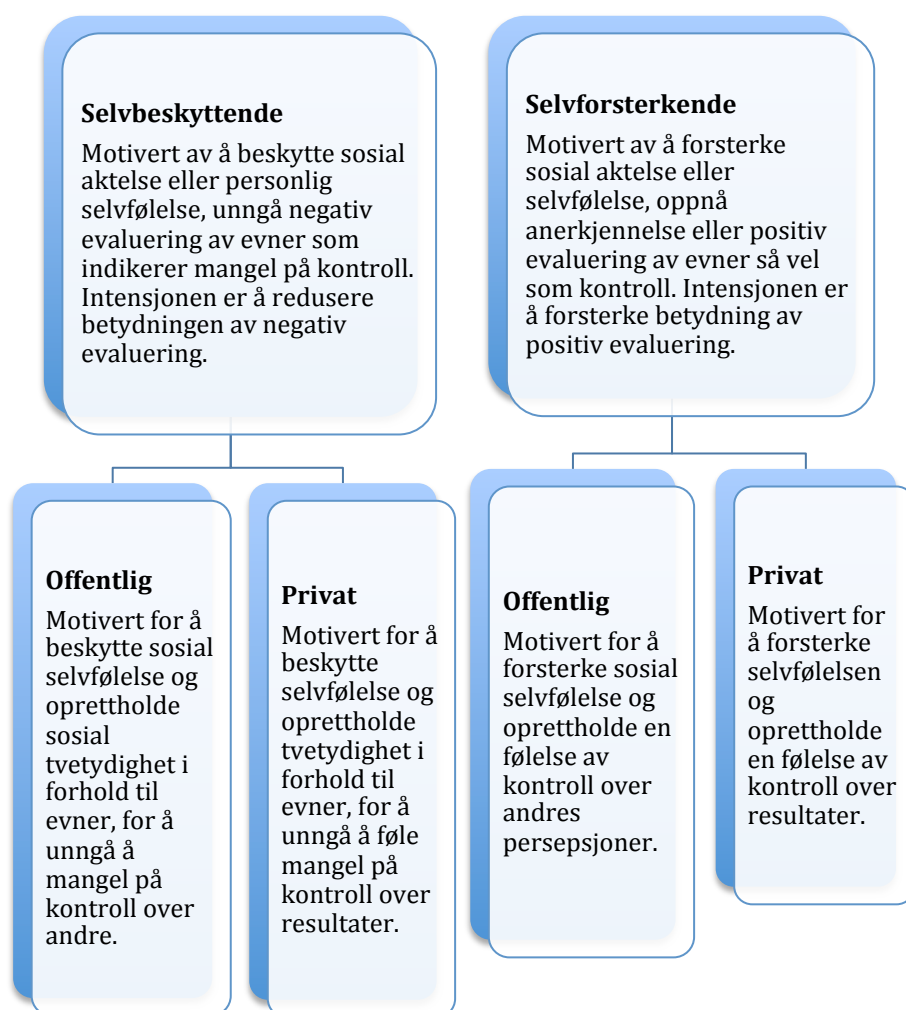 Selvbeskyttende
Motivert av å beskytte sosial
aktelse eller personlig
selvfølelse, unngå negativ
evaluering av evner som
indikerer mangel på kontroll.
Intensjonen er å redusere
betydningen av negativ
evaluering.
Selvforsterkende
Motivert av å forsterke
sosial aktelse eller
selvfølelse, oppnå
anerkjennelse eller positiv
evaluering av evner så vel
som kontroll. Intensjonen er
å forsterke betydning av
positiv evaluering.
Offentlig
Motivert for å
beskytte sosial
selvfølelse og
oprettholde
sosial
tvetydighet i
forhold til
evner, for å
unngå å
mangel på
kontroll over
andre.
Privat
Motivert for å
beskytte
selvfølelse og
oprettholde
tvetydighet i
forhold til
evner, for å
unngå å føle
mangel på
kontroll over
resultater.
Offentlig
Motivert for å
forsterke sosial
selvfølelse og
oprettholde en
følelse av
kontroll over
andres
persepsjoner.
Privat
Motivert for
å forsterke
selvfølelsen
og
oprettholde
en følelse av
kontroll over
resultater.